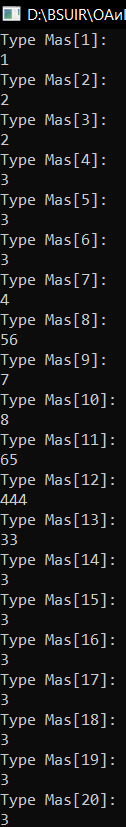 D:\BSUIR\ОАиП
Type Mas[1]:
1
Type Mas[2]:
2
Type Mas[3]:
2
Type Mas[4]:
3
Type Mas[5]:
3
Type Mas[6]:
3
Type Mas[7]:
4
Type Mas[8]:
56
Type Mas[9]:
7
Type Mas[10]:
8
Type Mas[11]:
65
Type Mas[12]:
444
Type Mas[13]:
33
Type Mas[14]:
3
Type Mas[15]:
3
Type Mas[16]:
3
Type Mas[17]:
3
Type Mas[18]:
3
Type Mas[19]:
3
Type Mas[20]:
3